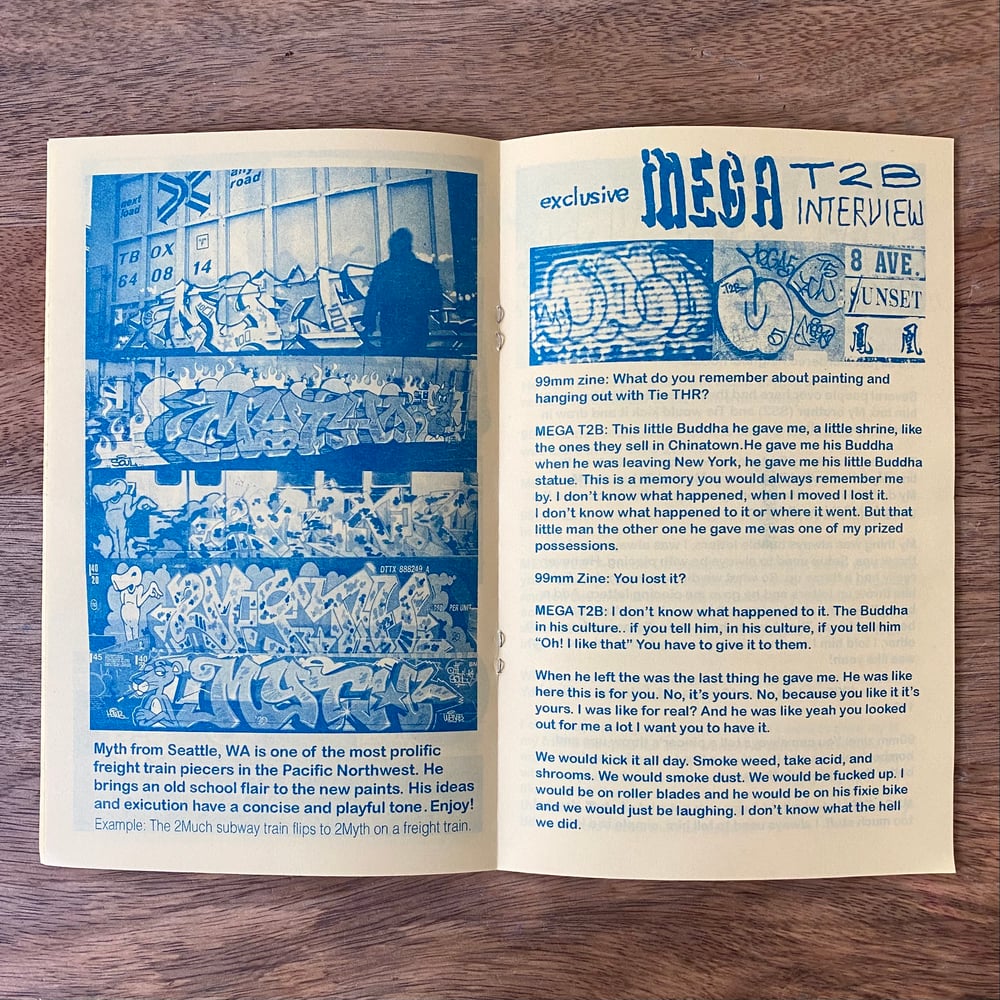 next
load
any
road
TB OX
64 08 14
DTTX 888249 A
Myth from Seattle, WA is one of the most prolific
freight train piecers in the Pacific Northwest. He
brings an old school flair to the new paints. His ideas
and exicution have a concise and playful tone. Enjoy!
Example: The 2Much subway train flips to 2Myth on a freight train.
exclusive MEGA T2B
INTERVIEW
8 AVE.
SUNSET
鳳 凰
99mm zine: What do you remember about painting and
hanging out with Tie THR?
MEGA T2B: This little Buddha he gave me, a little shrine, like
the ones they sell in Chinatown.He gave me his Buddha
when he was leaving New York, he gave me his little Buddha
statue. This is a memory you would always remember me
by. I don't know what happened, when I moved I lost it.
I don't know what happened to it or where it went. But that
little man the other one he gave me was one of my prized
possessions.
99mm Zine: You lost it?
MEGA T2B: I don't know what happened to it. The Buddha
in his culture.. if you tell him, in his culture, if you tell him
“Oh! I like that” You have to give it to them.
When he left the was the last thing he gave me. He was like
here this is for you. No, it's yours. No, because you like it it's
yours. I was like for real? And he was like yeah you looked
out for me a lot I want you to have it.
We would kick it all day. Smoke weed, take acid, and
shrooms. We would smoke dust. We would be fucked up. I
would be on roller blades and he would be on his fixie bike
and we would just be laughing. I don't know what the hell
we did.